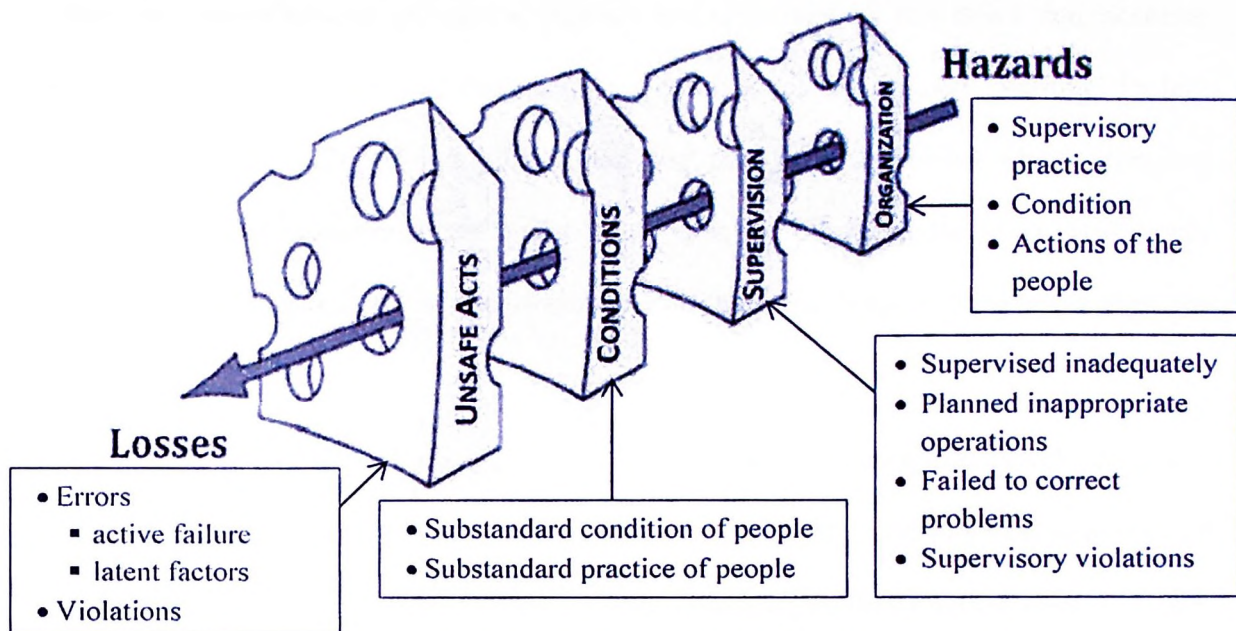 Hazards
ORGANIZATION
• Supervisory
practice
• Condition
• Actions of the
people
SUPERVISION
• Supervised inadequately
• Planned inappropriate
operations
• Failed to correct
problems
• Supervisory violations
CONDITIONS
• Substandard condition of people
• Substandard practice of people
UNSAFE ACTS
Losses
• Errors
▪ active failure
▪ latent factors
• Violations